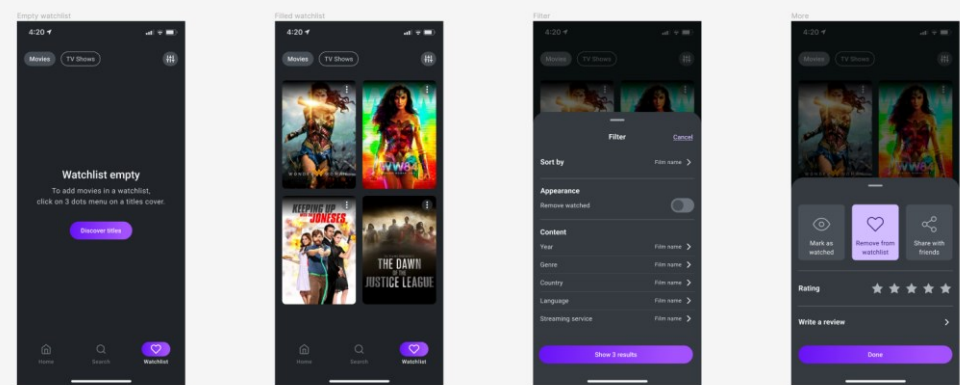 Empty watchlist
4:20
Movies
TV Shows
Watchlist empty
To add movies in a watchlist,
click on 3 dots menu on a titles cover.
Discover titles
Home
Search
Watchlist
Filled watchlist
4:20
Movies
TV Shows
WONDER WOMAN
WW84
KEEPING UP
WITH THE JONESES
THE DAWN
OF THE
JUSTICE LEAGUE
Home
Search
Watchlist
Filter
4:20
Movies
TV Shows
Filter
Cancel
Sort by
Film name
Appearance
Remove watched
Content
Year
Film name
Genre
Film name
Country
Film name
Language
Film name
Streaming service
Film name
Show 3 results
More
4:20
Movies
TV Shows
Mark as
watched
Remove from
watchlist
Share with
friends
Rating
Write a review
Done